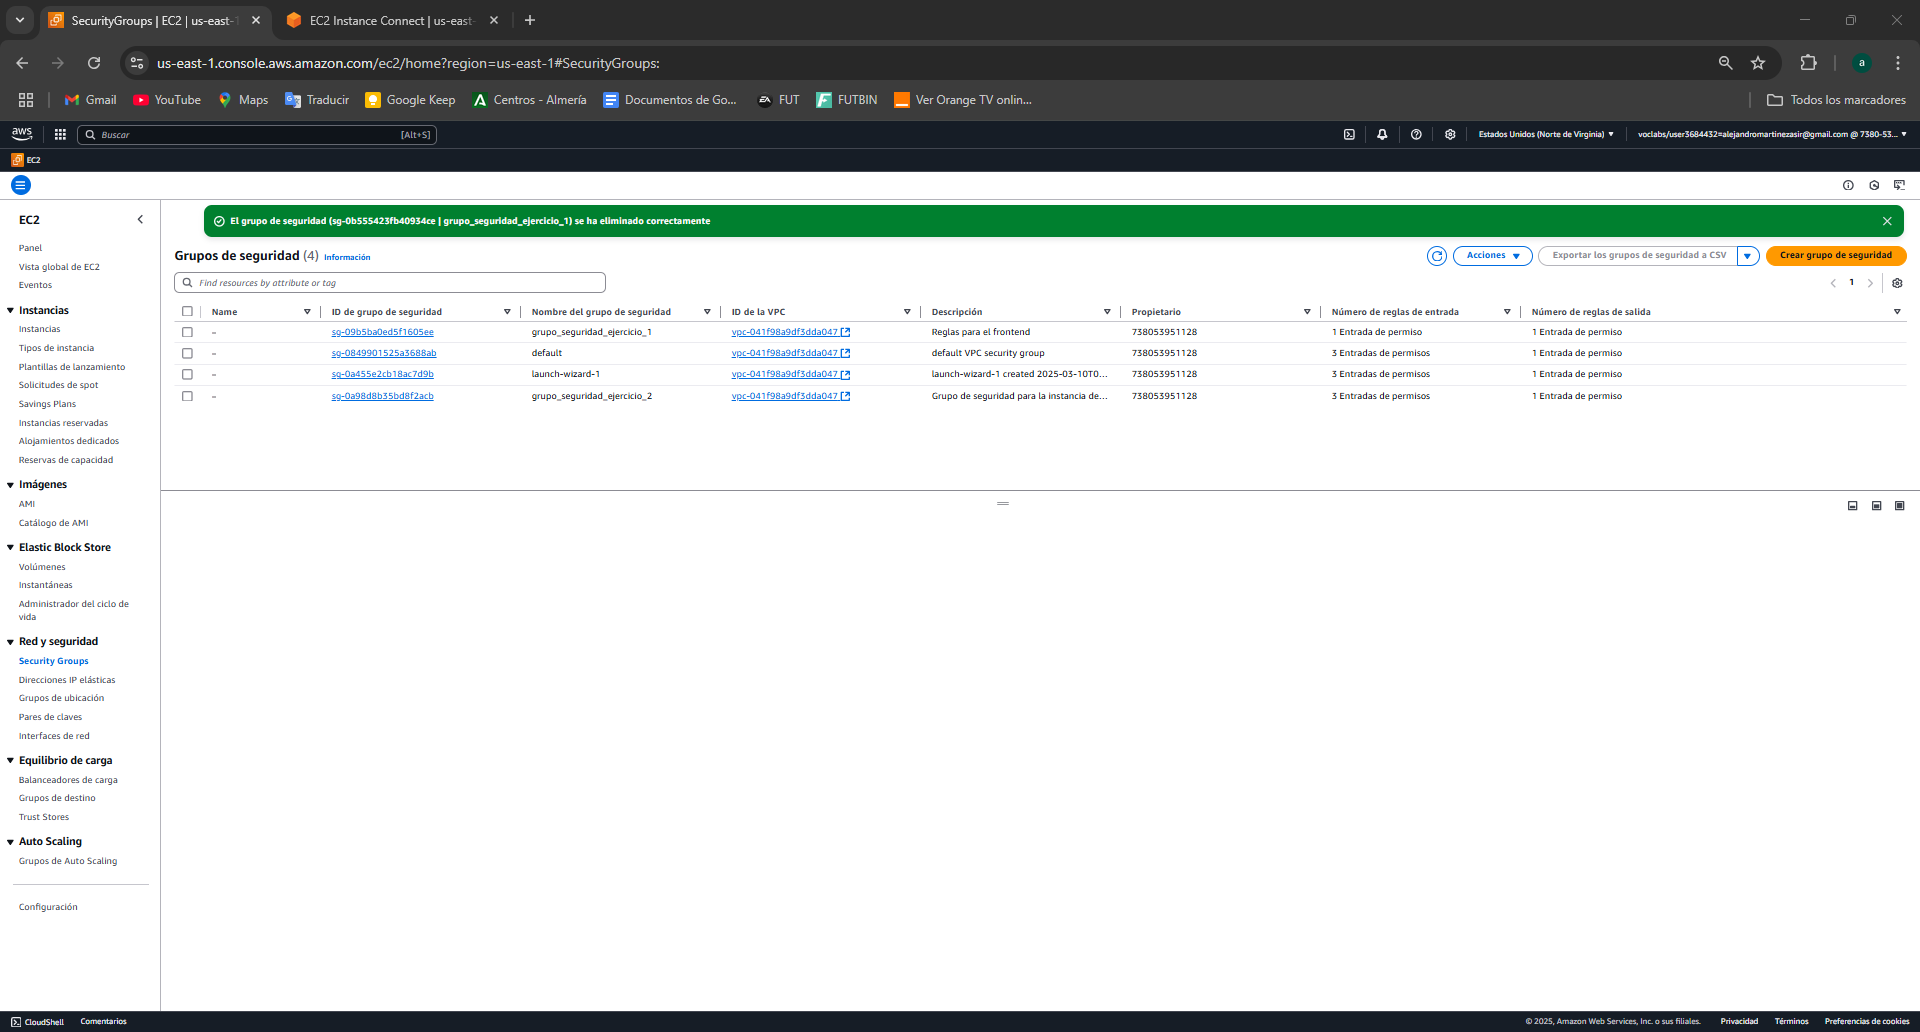 SecurityGroups | EC2 | us-east-1
EC2 Instance Connect | us-east-
us-east-1.console.aws.amazon.com/ec2/home?region=us-east-1#SecurityGroups:
a
Gmail
YouTube
Maps
Traducir
Google Keep
Centros - Almería
Documentos de Go...
FUT
FUTBIN
Ver Orange TV onlin...
Todos los marcadores
aws
Buscar
[Alt+S]
Estados Unidos (Norte de Virginia)
voclabs/user3684432=alejandromartinezasir@gmail.com @ 7380-53...
EC2
EC2
Panel
Vista global de EC2
Eventos
Instancias
Instancias
Tipos de instancia
Plantillas de lanzamiento
Solicitudes de spot
Savings Plans
Instancias reservadas
Alojamientos dedicados
Reservas de capacidad
Imágenes
AMI
Catálogo de AMI
Elastic Block Store
Volúmenes
Instantáneas
Administrador del ciclo de
vida
Red y seguridad
Security Groups
Direcciones IP elásticas
Grupos de ubicación
Pares de claves
Interfaces de red
Equilibrio de carga
Balanceadores de carga
Grupos de destino
Trust Stores
Auto Scaling
Grupos de Auto Scaling
Configuración
El grupo de seguridad (sg-0b555423fb40934ce | grupo_seguridad_ejercicio_1) se ha eliminado correctamente
Grupos de seguridad (4) Información
Acciones
Exportar los grupos de seguridad a CSV
Crear grupo de seguridad
Find resources by attribute or tag
1
Name ID de grupo de seguridad Nombre del grupo de seguridad ID de la VPC Descripción Propietario Número de reglas de entrada Número de reglas de salida
– sg-09b5ba0ed5f1605ee grupo_seguridad_ejercicio_1 vpc-041f98a9df3dda047 Reglas para el frontend 738053951128 1 Entrada de permiso 1 Entrada de permiso
– sg-0849901525a3688ab default vpc-041f98a9df3dda047 default VPC security group 738053951128 3 Entradas de permisos 1 Entrada de permiso
– sg-0a455e2cb18ac7d9b launch-wizard-1 vpc-041f98a9df3dda047 launch-wizard-1 created 2025-03-10T0... 738053951128 3 Entradas de permisos 1 Entrada de permiso
– sg-0a98d8b35bd8f2acb grupo_seguridad_ejercicio_2 vpc-041f98a9df3dda047 Grupo de seguridad para la instancia de... 738053951128 3 Entradas de permisos 1 Entrada de permiso
CloudShell
Comentarios
© 2025, Amazon Web Services, Inc. o sus filiales.
Privacidad
Términos
Preferencias de cookies